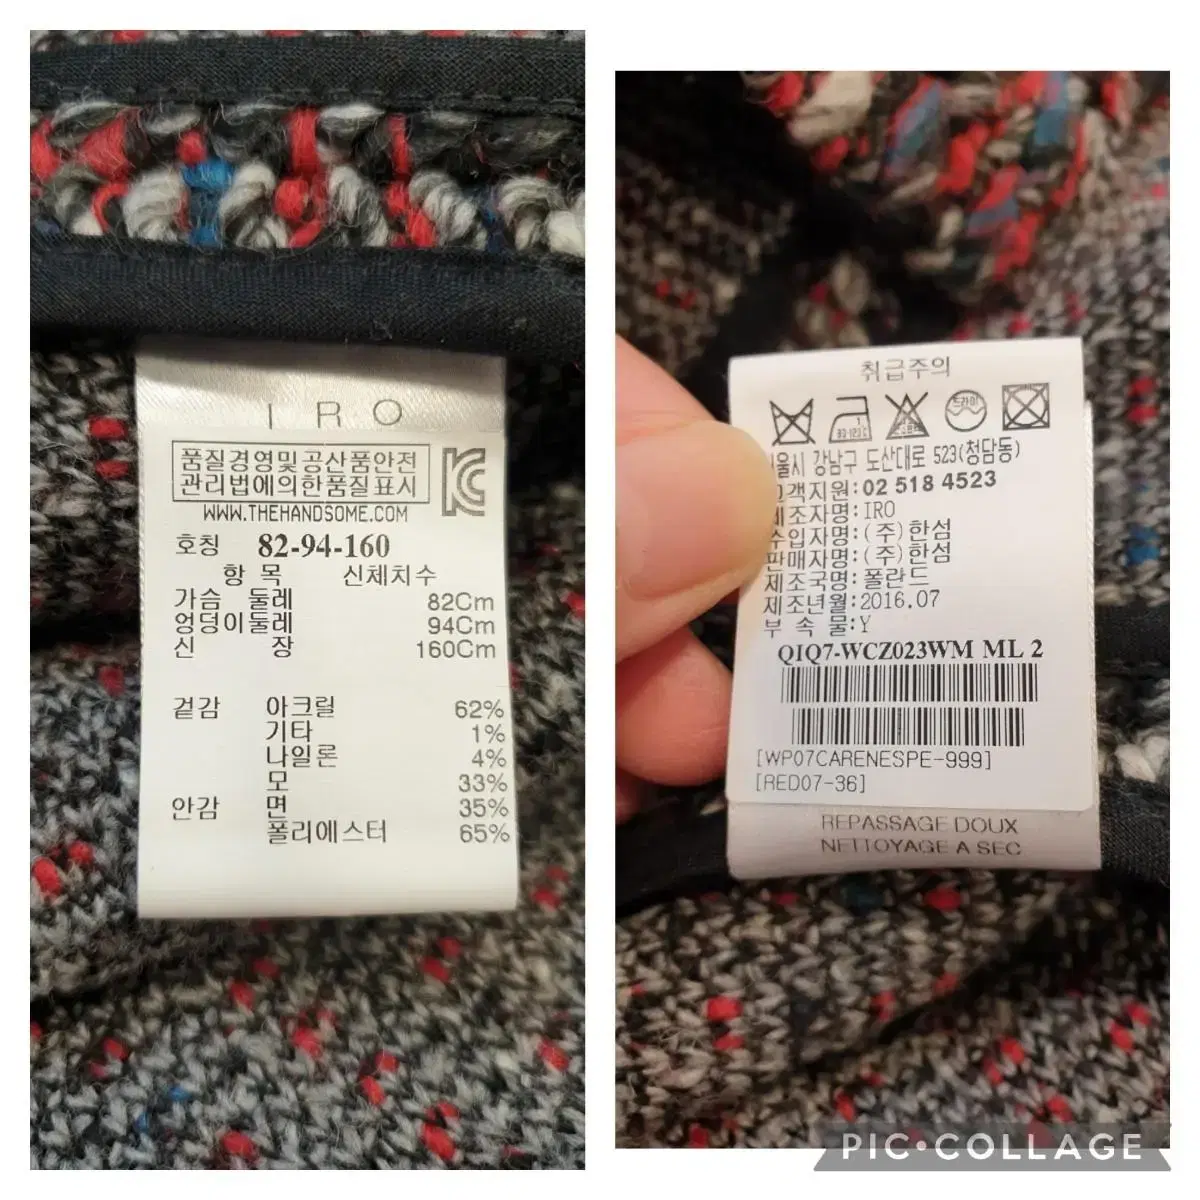 IRO
품질경영및공산품안전
관리법에의한품질표시
WWW.THEHANDSOME.COM
호칭 82-94-160
항 목 신체치수
가슴 둘레 82Cm
엉덩이둘레 94Cm
신 장 160Cm
겉감 아크릴 62%
기타 1%
나일론 4%
모 33%
안감 면 35%
폴리에스터 65%
취급주의
드라이
강남구 도산대로 523(청담동)
02 518 4523
제조자명:IRO
수입자명:(주)한섬
판매자명:(주)한섬
제조국명:폴란드
제조년월:2016.07
부 속 물:Y
QIQ7-WCZ023WM ML 2
[WP07CARENESPE-999]
[RED07-36]
REPASSAGE DOUX
NETTOYAGE A SEC
PIC•COLLAGE